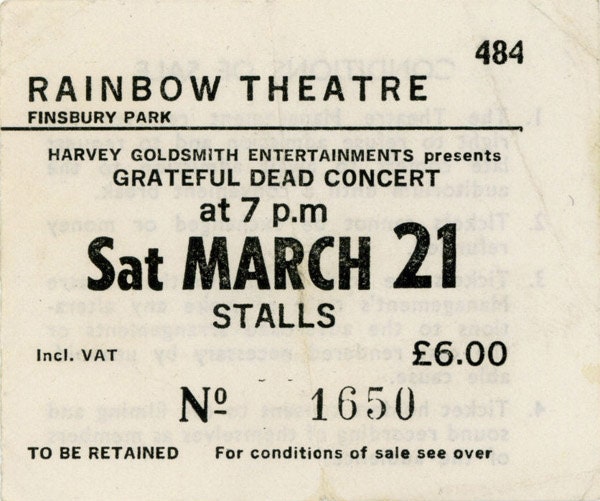 484
RAINBOW THEATRE
FINSBURY PARK
HARVEY GOLDSMITH ENTERTAINMENTS presents
GRATEFUL DEAD CONCERT
at 7 p.m
Sat MARCH 21
STALLS
Incl. VAT £6.00
Nº 1650
TO BE RETAINED For conditions of sale see over